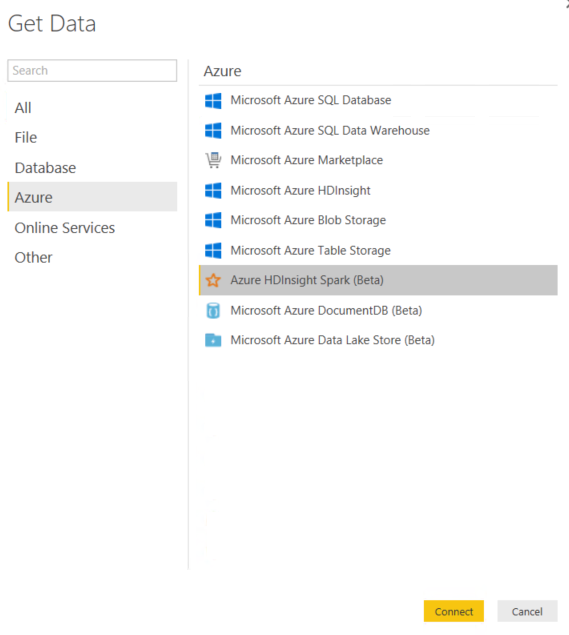 Get Data
Search
All
File
Database
Azure
Online Services
Other
Azure
Microsoft Azure SQL Database
Microsoft Azure SQL Data Warehouse
Microsoft Azure Marketplace
Microsoft Azure HDInsight
Microsoft Azure Blob Storage
Microsoft Azure Table Storage
Azure HDInsight Spark (Beta)
Microsoft Azure DocumentDB (Beta)
Microsoft Azure Data Lake Store (Beta)
Connect
Cancel